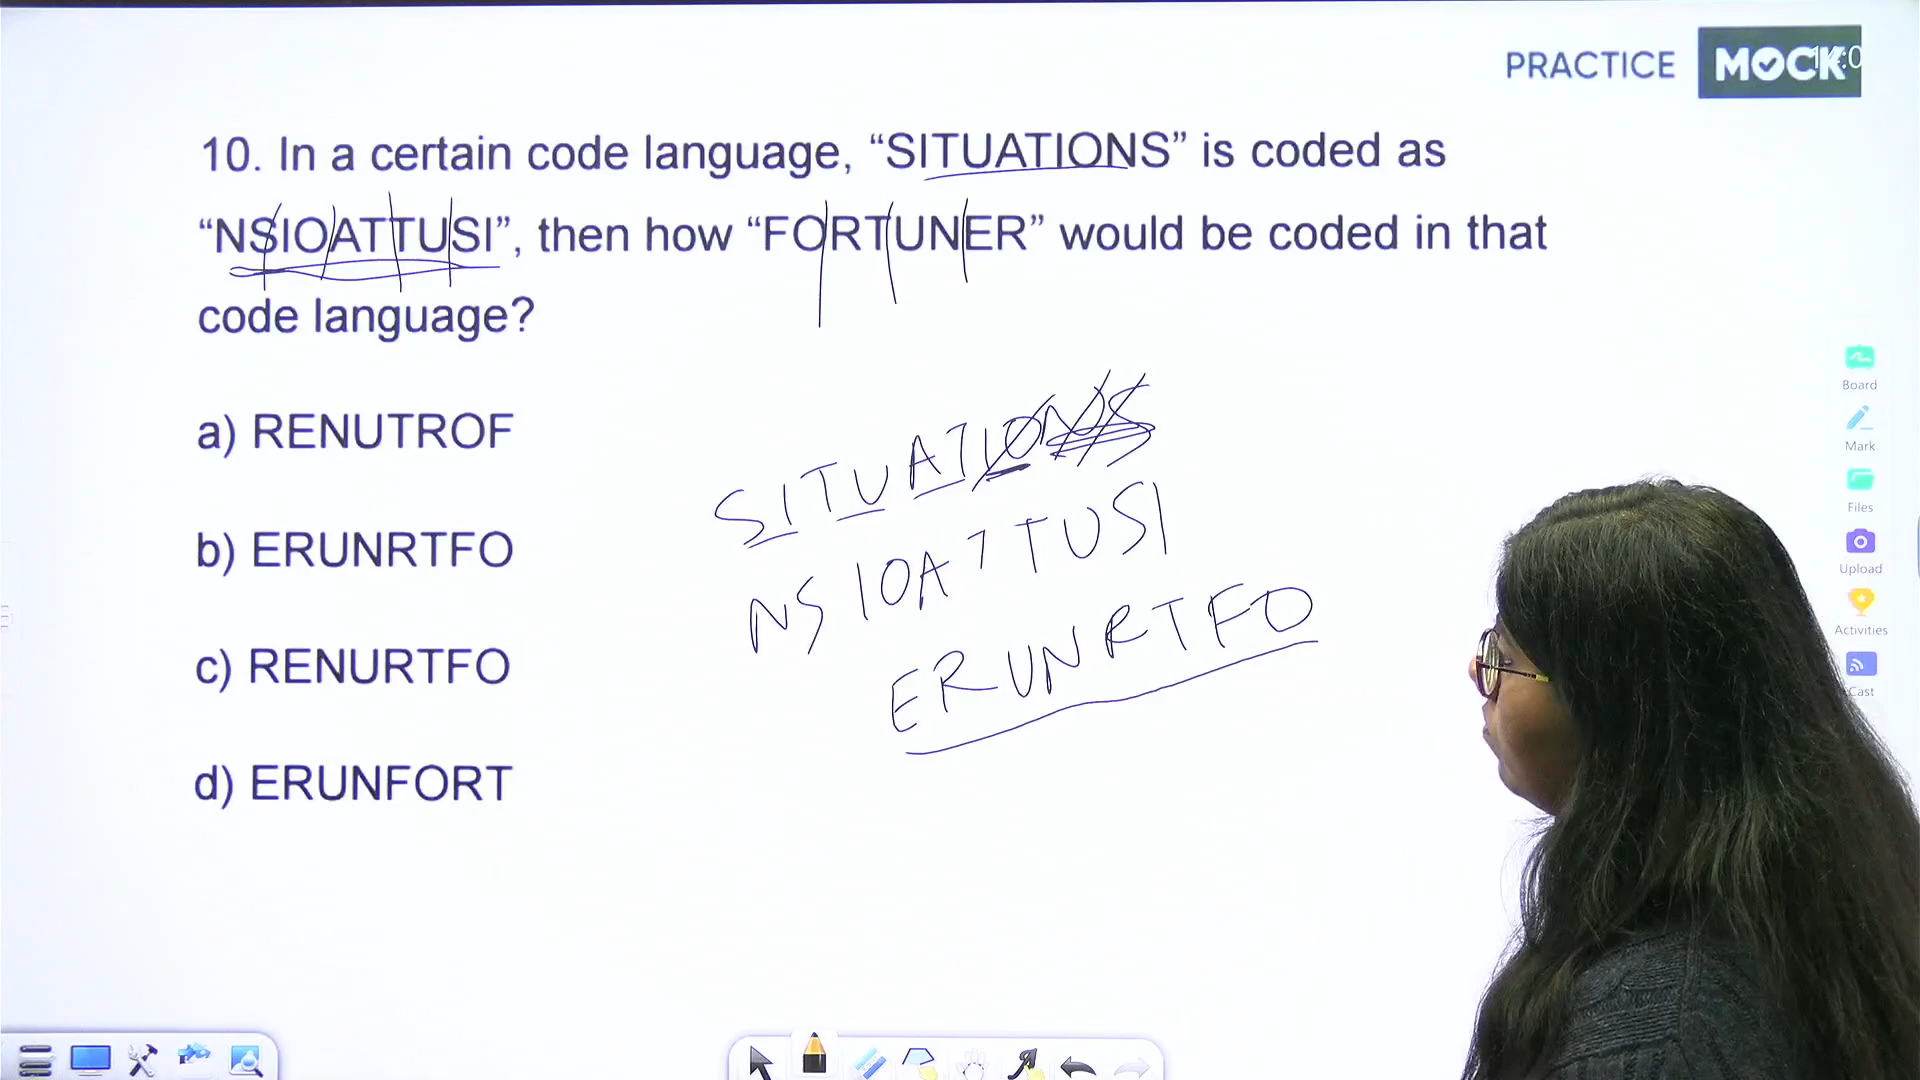 PRACTICE MOCK
10. In a certain code language, “SITUATIONS” is coded as
“NSIOATTUSI”, then how “FORTUNER” would be coded in that
code language?
a) RENUTROF
b) ERUNRTFO
c) RENURTFO
d) ERUNFORT
SITUATIONS
NSIOATTUSI
ERUNRTFO
Board
Mark
Files
Upload
Activities
Cast